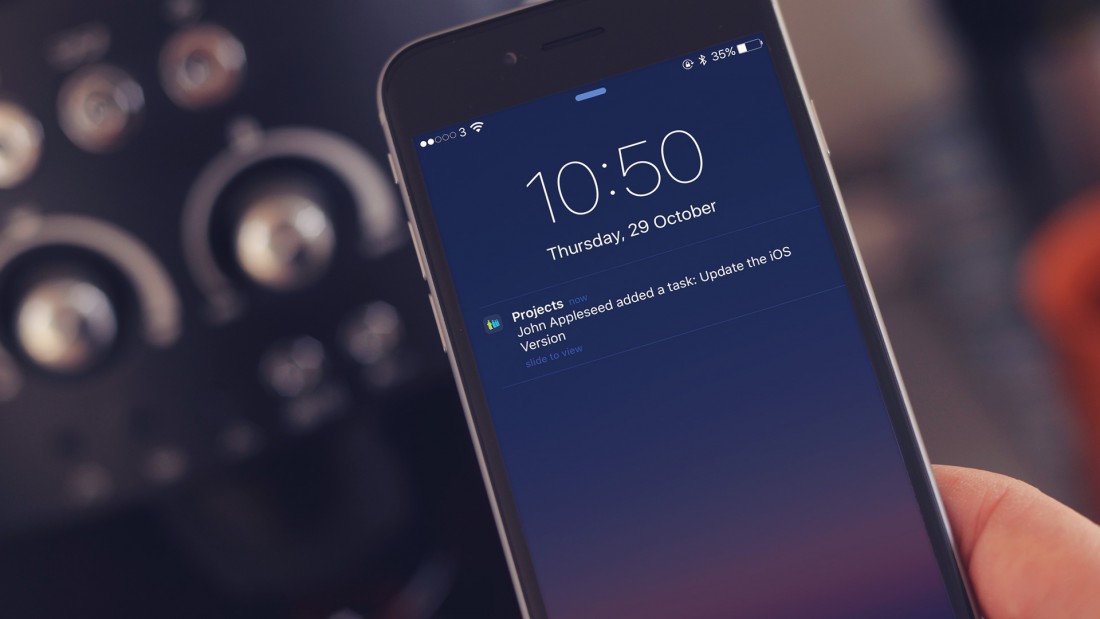 3 35%
10:50
Thursday, 29 October
Projects now
John Appleseed added a task: Update the iOS
Version
slide to view